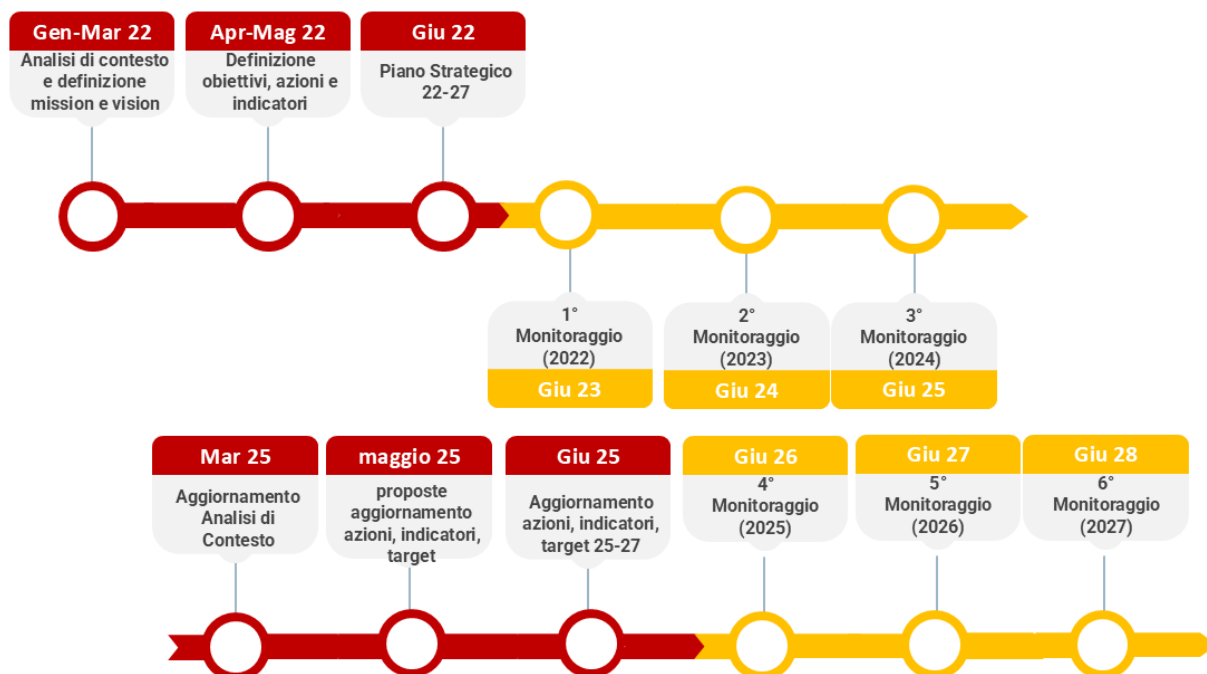 Gen-Mar 22
Analisi di contesto
e definizione
mission e vision
Apr-Mag 22
Definizione
obiettivi, azioni e
indicatori
Giu 22
Piano Strategico
22-27
1°
Monitoraggio
(2022)
Giu 23
2°
Monitoraggio
(2023)
Giu 24
3°
Monitoraggio
(2024)
Giu 25
Mar 25
Aggiornamento
Analisi di
Contesto
maggio 25
proposte
aggiornamento
azioni, indicatori,
target
Giu 25
Aggiornamento
azioni, indicatori,
target 25-27
Giu 26
4°
Monitoraggio
(2025)
Giu 27
5°
Monitoraggio
(2026)
Giu 28
6°
Monitoraggio
(2027)